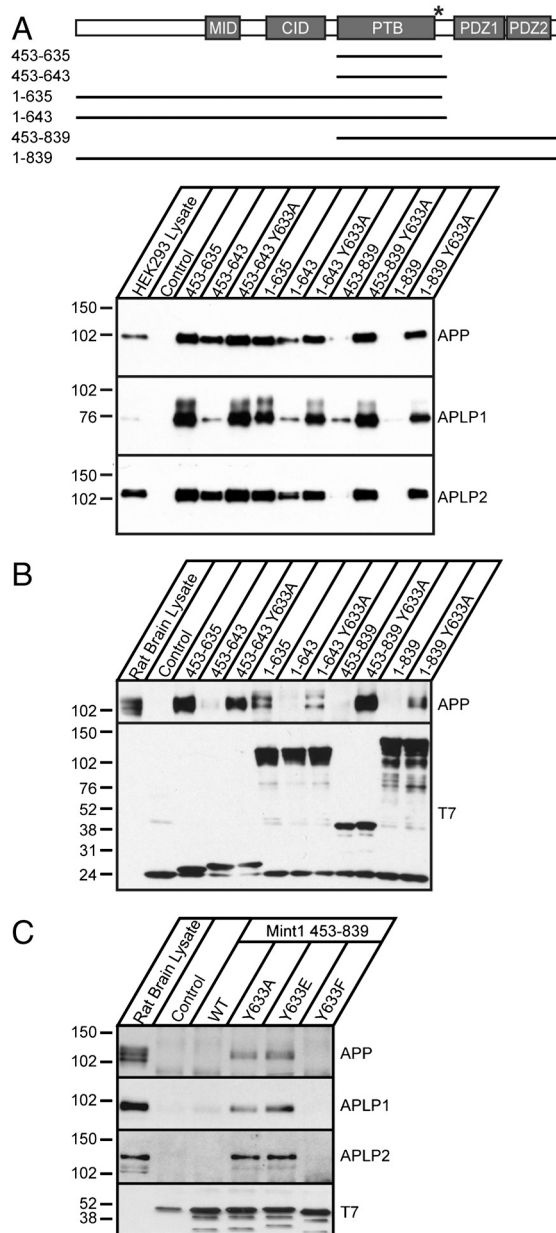 A
*
MID CID PTB PDZ1 PDZ2
453-635
453-643
1-635
1-643
453-839
1-839
HEK293 Lysate
Control
453-635
453-643
453-643 Y633A
1-635
1-643
1-643 Y633A
453-839
453-839 Y633A
1-839
1-839 Y633A
150
102
APP
102
76
APLP1
150
102
APLP2
B
Rat Brain Lysate
Control
453-635
453-643
453-643 Y633A
1-635
1-643
1-643 Y633A
453-839
453-839 Y633A
1-839
1-839 Y633A
102
APP
150
102
76
52
38
31
24
T7
C
Mint1 453-839
Rat Brain Lysate
Control
WT
Y633A
Y633E
Y633F
150
102
APP
102
APLP1
150
102
APLP2
52
38
T7